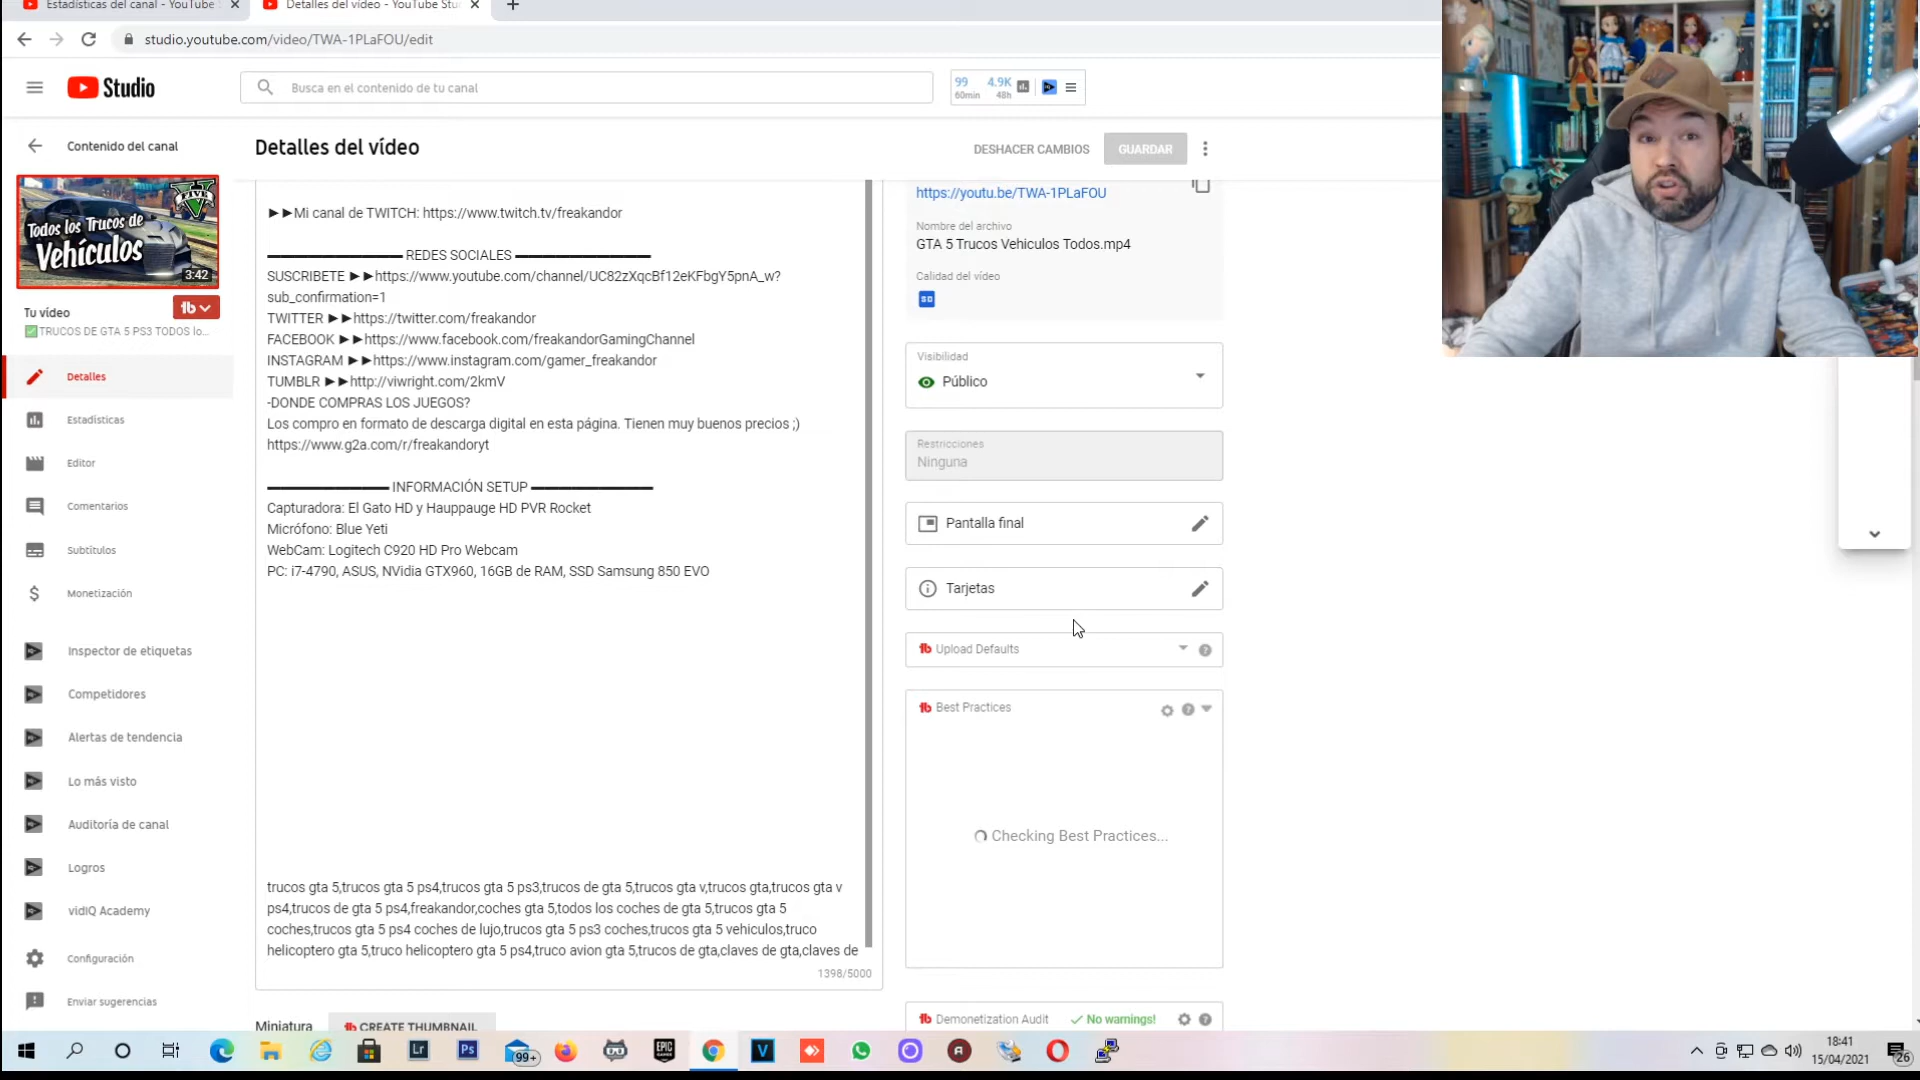 Estadísticas del canal - YouTube S
Detalles del vídeo - YouTube Stu
studio.youtube.com/video/TWA-1PLaFOU/edit
Studio
Busca en el contenido de tu canal
99
60min
4.9K
48h
Contenido del canal
Detalles del vídeo
DESHACER CAMBIOS
GUARDAR
FIVE
Todos los Trucos de
Vehículos
3:42
Tu vídeo
TRUCOS DE GTA 5 PS3 TODOS lo...
Detalles
Estadísticas
Editor
Comentarios
Subtítulos
Monetización
Inspector de etiquetas
Competidores
Alertas de tendencia
Lo más visto
Auditoría de canal
Logros
vidIQ Academy
Configuración
Enviar sugerencias
►►Mi canal de TWITCH: https://www.twitch.tv/freakandor
▬▬▬▬▬▬▬▬▬▬ REDES SOCIALES ▬▬▬▬▬▬▬▬▬▬
SUSCRIBETE ►►https://www.youtube.com/channel/UC82zXqcBf12eKFbgY5pnA_w?
sub_confirmation=1
TWITTER ►►https://twitter.com/freakandor
FACEBOOK ►►https://www.facebook.com/freakandorGamingChannel
INSTAGRAM ►►https://www.instagram.com/gamer_freakandor
TUMBLR ►►http://viwright.com/2kmV
-DONDE COMPRAS LOS JUEGOS?
Los compro en formato de descarga digital en esta página. Tienen muy buenos precios ;)
https://www.g2a.com/r/freakandoryt
▬▬▬▬▬▬▬▬▬ INFORMACIÓN SETUP ▬▬▬▬▬▬▬▬▬
Capturadora: El Gato HD y Hauppauge HD PVR Rocket
Micrófono: Blue Yeti
WebCam: Logitech C920 HD Pro Webcam
PC: i7-4790, ASUS, NVidia GTX960, 16GB de RAM, SSD Samsung 850 EVO
trucos gta 5,trucos gta 5 ps4,trucos gta 5 ps3,trucos de gta 5,trucos gta v,trucos gta,trucos gta v
ps4,trucos de gta 5 ps4,freakandor,coches gta 5,todos los coches de gta 5,trucos gta 5
coches,trucos gta 5 ps4 coches de lujo,trucos gta 5 ps3 coches,trucos gta 5 vehiculos,truco
helicoptero gta 5,truco helicoptero gta 5 ps4,truco avion gta 5,trucos de gta,claves de gta,claves de
1398/5000
Miniatura
CREATE THUMBNAIL
https://youtu.be/TWA-1PLaFOU
Nombre del archivo
GTA 5 Trucos Vehiculos Todos.mp4
Calidad del vídeo
SD
Visibilidad
Público
Restricciones
Ninguna
Pantalla final
Tarjetas
Upload Defaults
Best Practices
Checking Best Practices...
Demonetization Audit
No warnings!
Lr
Ps
99+
EPIC
18:41
15/04/2021
26